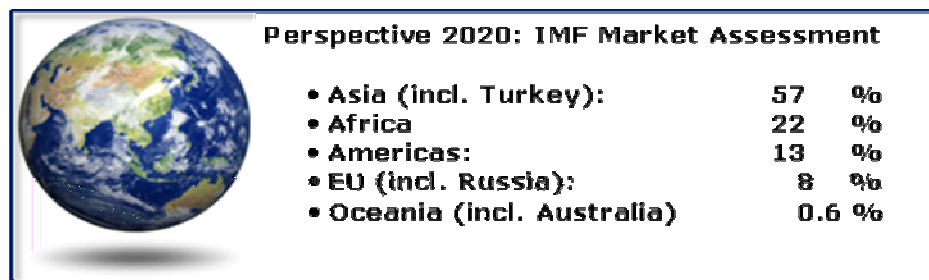 Perspective 2020: IMF Market Assessment
• Asia (incl. Turkey): 57 %
• Africa 22 %
• Americas: 13 %
• EU (incl. Russia): 8 %
• Oceania (incl. Australia) 0.6 %